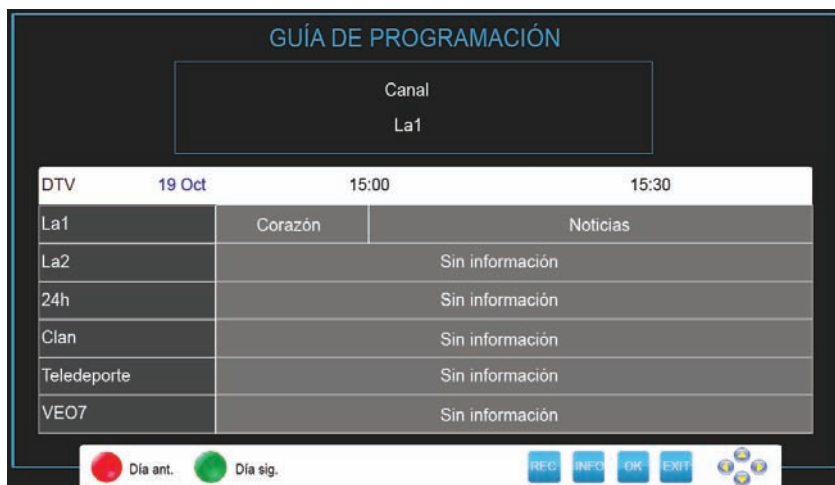 GUÍA DE PROGRAMACIÓN
Canal
La1
DTV 19 Oct 15:00 15:30
La1 Corazón Noticias
La2 Sin información
24h Sin información
Clan Sin información
Teledeporte Sin información
VEO7 Sin información
Día ant. Día sig. REC INFO OK EXIT